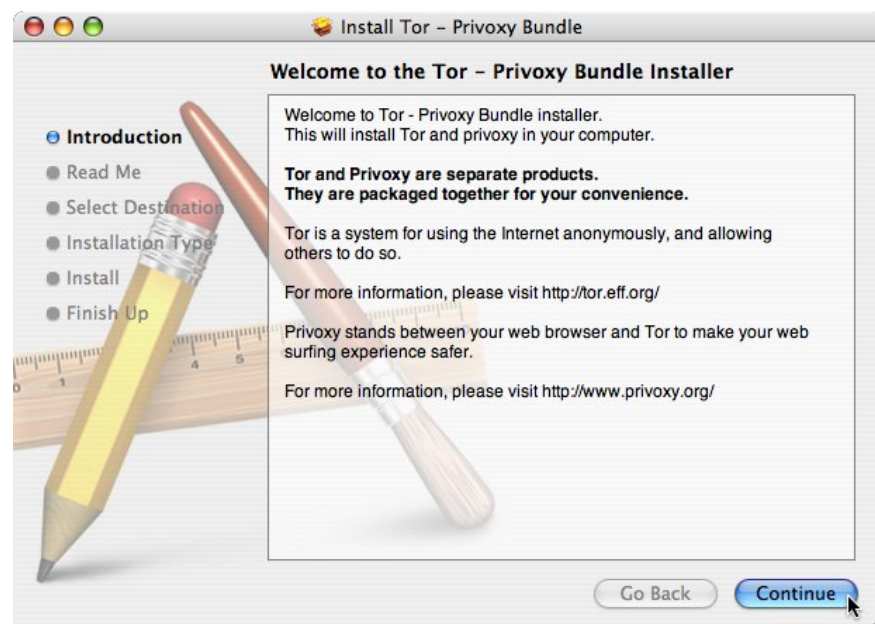 Install Tor – Privoxy Bundle
Welcome to the Tor – Privoxy Bundle Installer
Introduction
Read Me
Select Destination
Installation Type
Install
Finish Up
Welcome to Tor - Privoxy Bundle installer.
This will install Tor and privoxy in your computer.
Tor and Privoxy are separate products.
They are packaged together for your convenience.
Tor is a system for using the Internet anonymously, and allowing
others to do so.
For more information, please visit http://tor.eff.org/
Privoxy stands between your web browser and Tor to make your web
surfing experience safer.
For more information, please visit http://www.privoxy.org/
0 1 4 5
Go Back
Continue